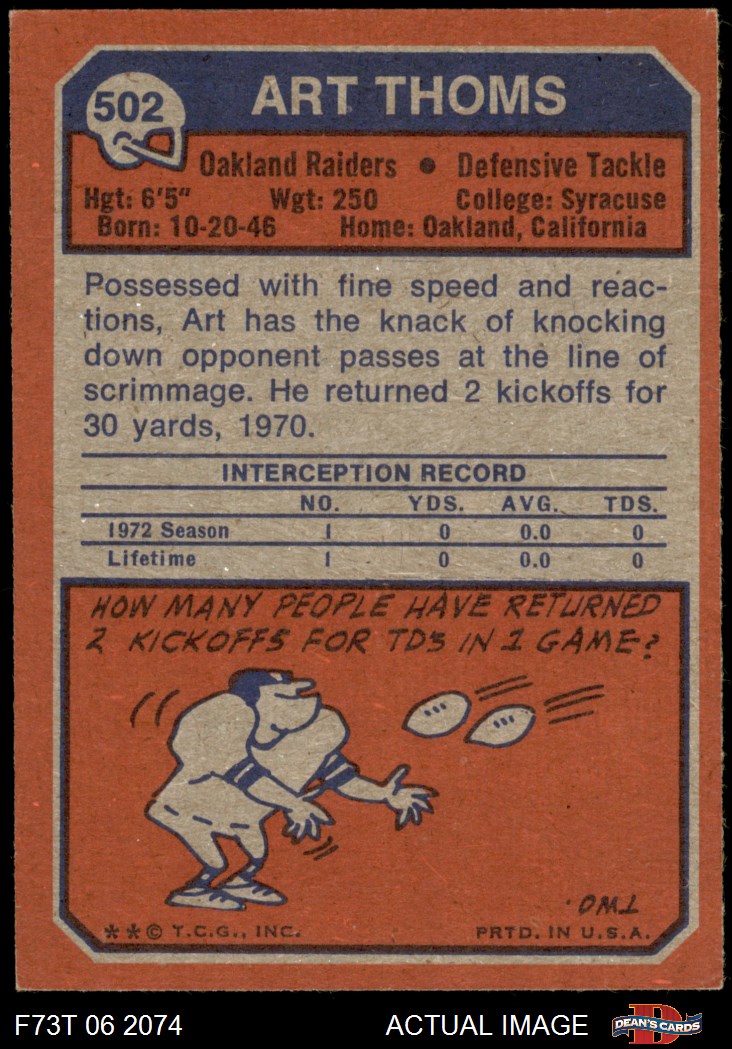 502
ART THOMS
Oakland Raiders • Defensive Tackle
Hgt: 6'5" Wgt: 250 College: Syracuse
Born: 10-20-46 Home: Oakland, California
Possessed with fine speed and reac-
tions, Art has the knack of knocking
down opponent passes at the line of
scrimmage. He returned 2 kickoffs for
30 yards, 1970.
INTERCEPTION RECORD
NO. YDS. AVG. TDS.
1972 Season 1 0 0.0 0
Lifetime 1 0 0.0 0
HOW MANY PEOPLE HAVE RETURNED
2 KICKOFFS FOR TD'S IN 1 GAME?
TWO.
**© T.C.G., INC. PRTD. IN U.S.A.
F73T 06 2074 ACTUAL IMAGE D DEAN'S CARDS